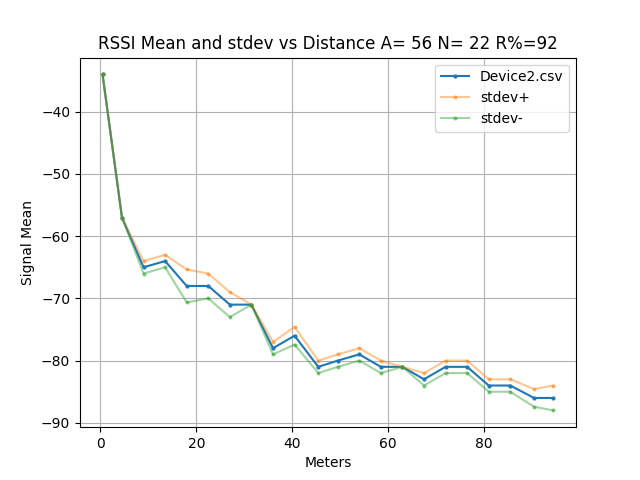 RSSI Mean and stdev vs Distance A= 56 N= 22 R%=92
Device2.csv
stdev+
stdev-
Signal Mean
−40
−50
−60
−70
−80
−90
0 20 40 60 80
Meters